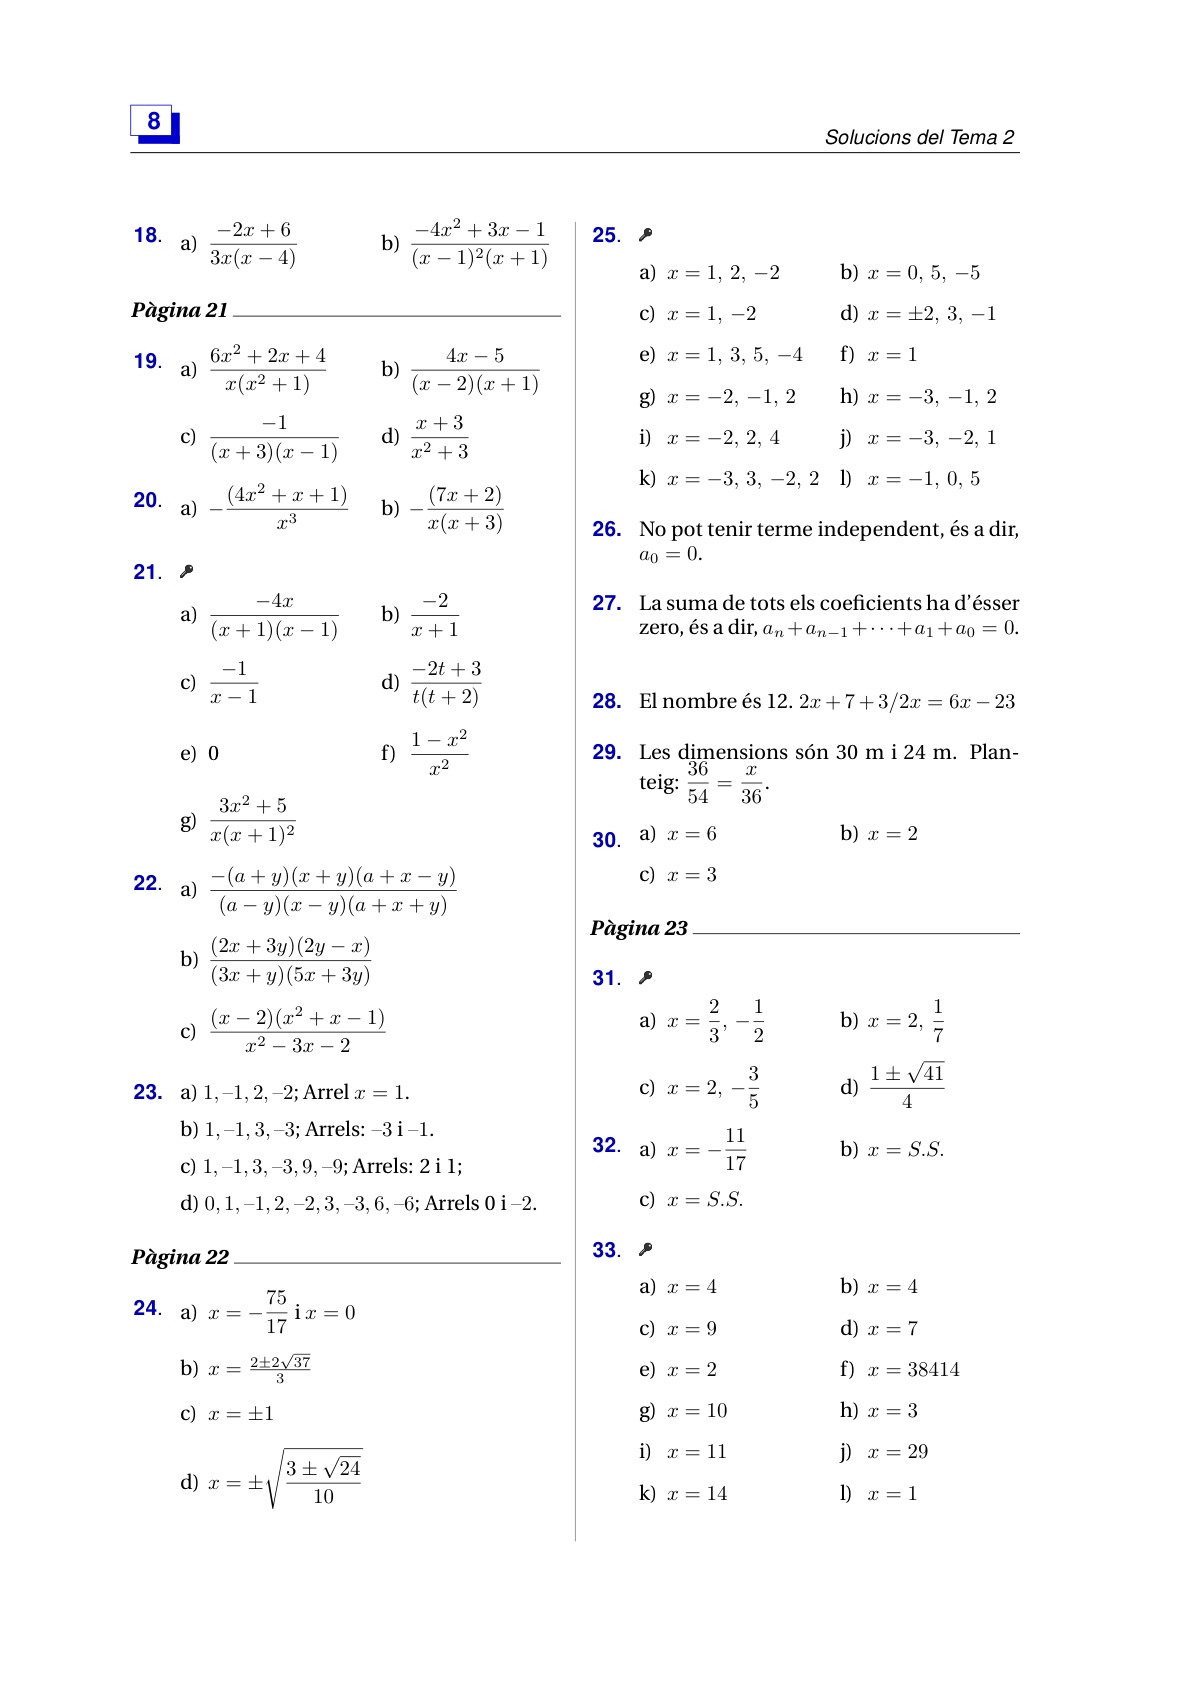 8
Solucions del Tema 2
18. a) \frac{-2x+6}{3x(x-4)} b) \frac{-4x^2+3x-1}{(x-1)^2(x+1)}
Pàgina 21
19. a) \frac{6x^2+2x+4}{x(x^2+1)} b) \frac{4x-5}{(x-2)(x+1)}
c) \frac{-1}{(x+3)(x-1)} d) \frac{x+3}{x^2+3}
20. a) -\frac{(4x^2+x+1)}{x^3} b) -\frac{(7x+2)}{x(x+3)}
21.
a) \frac{-4x}{(x+1)(x-1)} b) \frac{-2}{x+1}
c) \frac{-1}{x-1} d) \frac{-2t+3}{t(t+2)}
e) 0 f) \frac{1-x^2}{x^2}
g) \frac{3x^2+5}{x(x+1)^2}
22. a) \frac{-(a+y)(x+y)(a+x-y)}{(a-y)(x-y)(a+x+y)}
b) \frac{(2x+3y)(2y-x)}{(3x+y)(5x+3y)}
c) \frac{(x-2)(x^2+x-1)}{x^2-3x-2}
23. a) 1, –1, 2, –2; Arrel x = 1.
b) 1, –1, 3, –3; Arrels: –3 i –1.
c) 1, –1, 3, –3, 9, –9; Arrels: 2 i 1;
d) 0, 1, –1, 2, –2, 3, –3, 6, –6; Arrels 0 i –2.
Pàgina 22
24. a) x = -\frac{75}{17} i x = 0
b) x = \frac{2±2\sqrt{37}}{3}
c) x = ±1
d) x = ±\sqrt{\frac{3±\sqrt{24}}{10}}
25.
a) x = 1, 2, −2 b) x = 0, 5, −5
c) x = 1, −2 d) x = ±2, 3, −1
e) x = 1, 3, 5, −4 f) x = 1
g) x = −2, −1, 2 h) x = −3, −1, 2
i) x = −2, 2, 4 j) x = −3, −2, 1
k) x = −3, 3, −2, 2 l) x = −1, 0, 5
26. No pot tenir terme independent, és a dir,
a_0 = 0.
27. La suma de tots els coeficients ha d’ésser
zero, és a dir, a_n + a_{n−1} + · · · + a_1 + a_0 = 0.
28. El nombre és 12. 2x + 7 + 3/2x = 6x − 23
29. Les dimensions són 30 m i 24 m. Plan-
teig: \frac{36}{54} = \frac{x}{36}.
30. a) x = 6 b) x = 2
c) x = 3
Pàgina 23
31.
a) x = \frac{2}{3}, -\frac{1}{2} b) x = 2, \frac{1}{7}
c) x = 2, -\frac{3}{5} d) \frac{1±\sqrt{41}}{4}
32. a) x = -\frac{11}{17} b) x = S.S.
c) x = S.S.
33.
a) x = 4 b) x = 4
c) x = 9 d) x = 7
e) x = 2 f) x = 38414
g) x = 10 h) x = 3
i) x = 11 j) x = 29
k) x = 14 l) x = 1